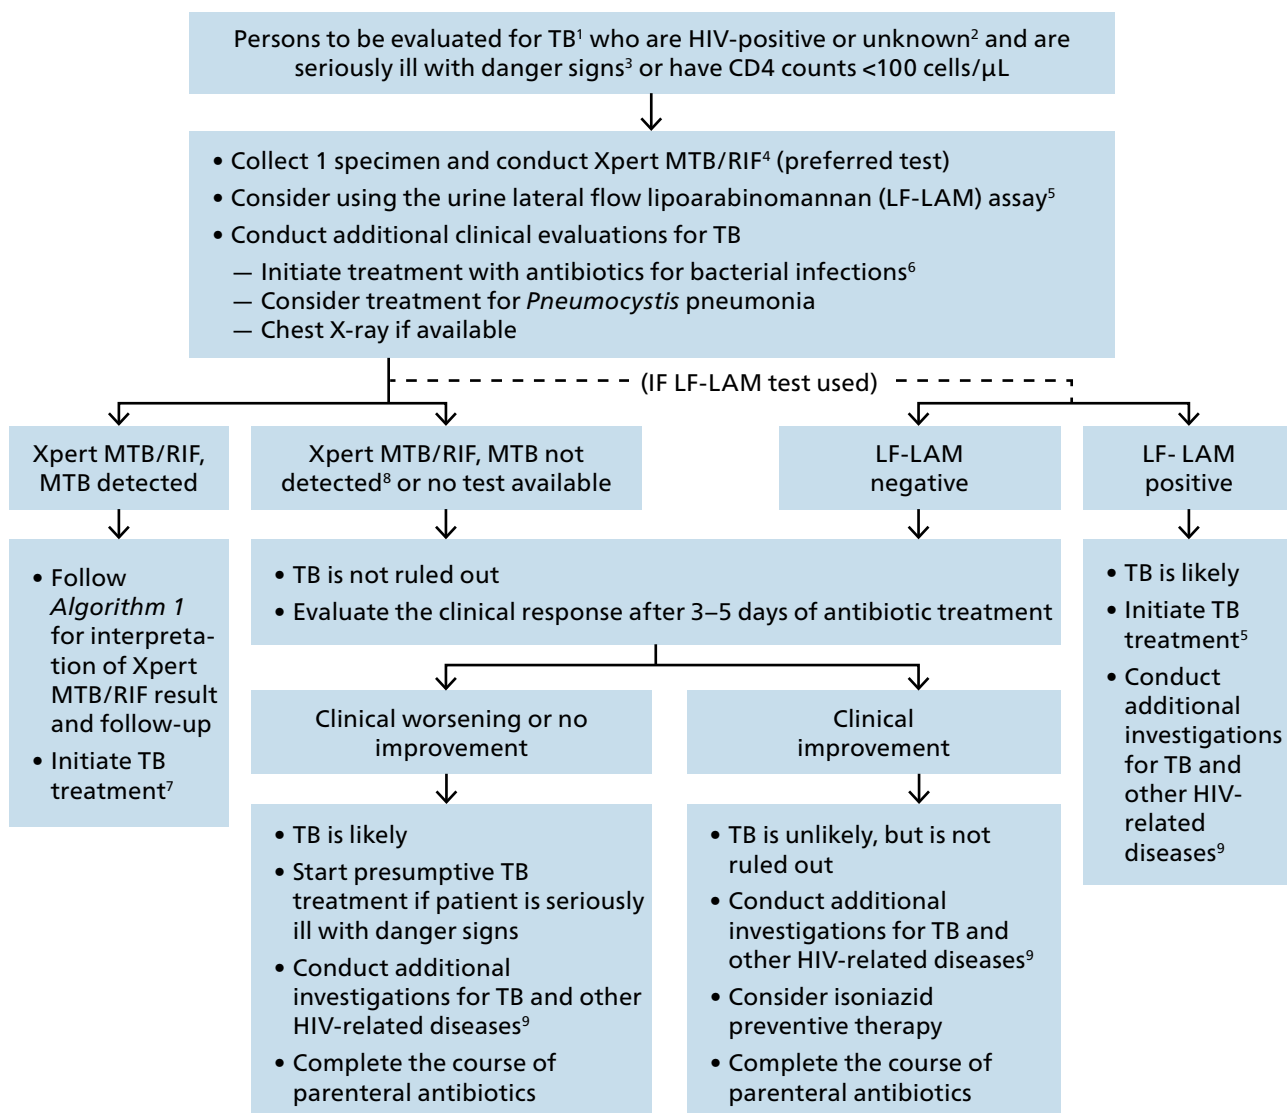 Persons to be evaluated for TB¹ who are HIV-positive or unknown² and are
seriously ill with danger signs³ or have CD4 counts <100 cells/μL
• Collect 1 specimen and conduct Xpert MTB/RIF⁴ (preferred test)
• Consider using the urine lateral flow lipoarabinomannan (LF-LAM) assay⁵
• Conduct additional clinical evaluations for TB
— Initiate treatment with antibiotics for bacterial infections⁶
— Consider treatment for Pneumocystis pneumonia
— Chest X-ray if available
(IF LF-LAM test used)
Xpert MTB/RIF,
MTB detected
Xpert MTB/RIF, MTB not
detected⁸ or no test available
LF-LAM
negative
LF- LAM
positive
• Follow
Algorithm 1
for interpreta-
tion of Xpert
MTB/RIF result
and follow-up
• Initiate TB
treatment⁷
• TB is not ruled out
• Evaluate the clinical response after 3–5 days of antibiotic treatment
• TB is likely
• Initiate TB
treatment⁵
• Conduct
additional
investigations
for TB and
other HIV-
related
diseases⁹
Clinical worsening or no
improvement
Clinical
improvement
• TB is likely
• Start presumptive TB
treatment if patient is seriously
ill with danger signs
• Conduct additional
investigations for TB and other
HIV-related diseases⁹
• Complete the course of
parenteral antibiotics
• TB is unlikely, but is not
ruled out
• Conduct additional
investigations for TB and
other HIV-related diseases⁹
• Consider isoniazid
preventive therapy
• Complete the course of
parenteral antibiotics